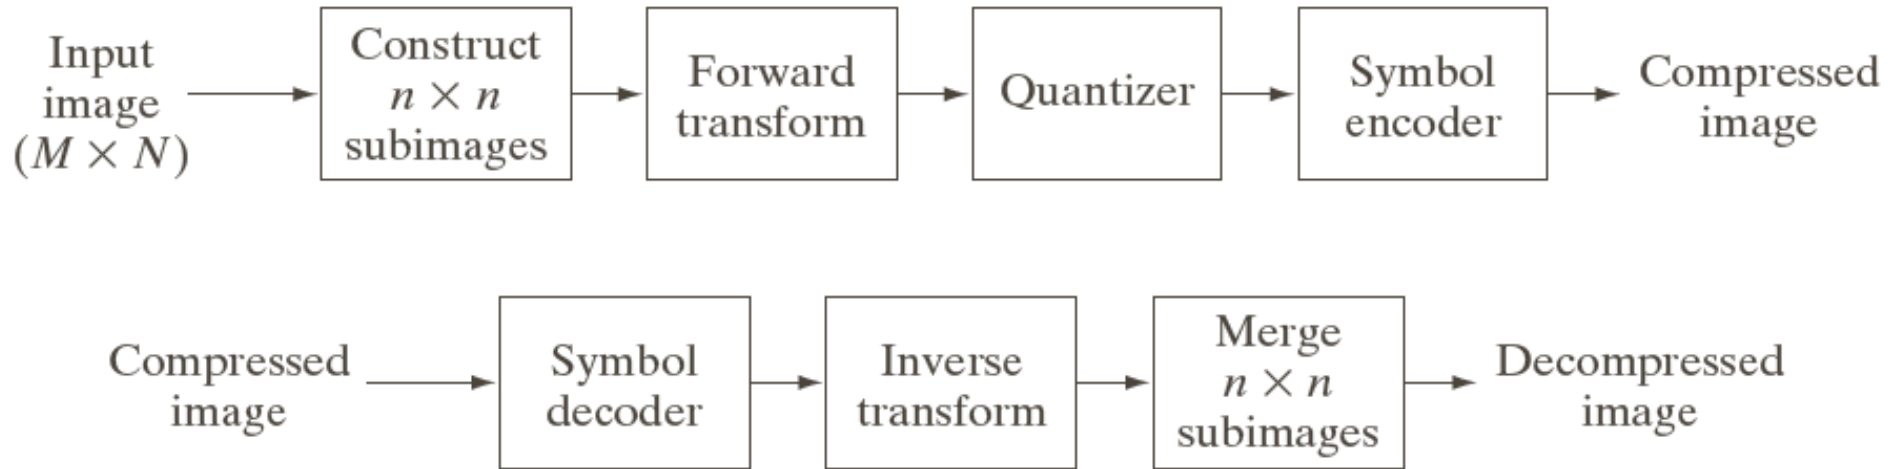 Input
image
(M × N)
Construct
n × n
subimages
Forward
transform
Quantizer
Symbol
encoder
Compressed
image
Compressed
image
Symbol
decoder
Inverse
transform
Merge
n × n
subimages
Decompressed
image